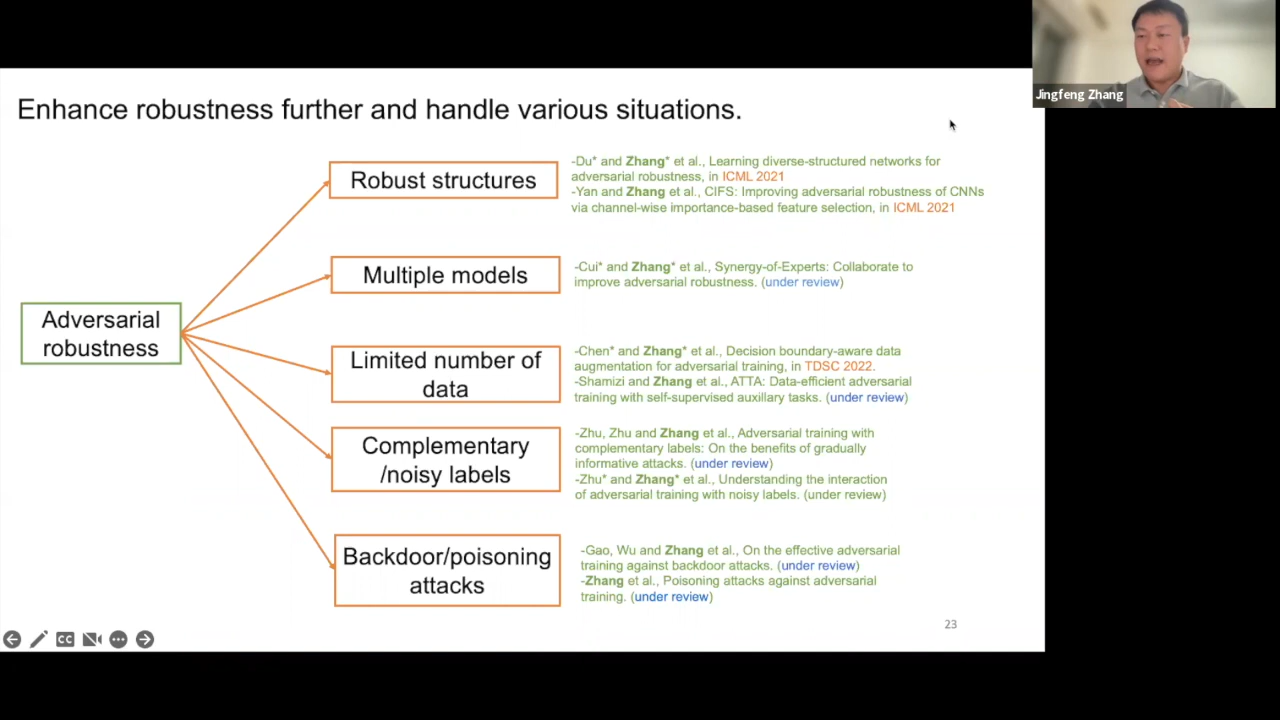 Jingfeng Zhang
Enhance robustness further and handle various situations.
Adversarial
robustness
Robust structures
-Du* and Zhang* et al., Learning diverse-structured networks for
adversarial robustness, in ICML 2021
-Yan and Zhang et al., CIFS: Improving adversarial robustness of CNNs
via channel-wise importance-based feature selection, in ICML 2021
Multiple models
-Cui* and Zhang* et al., Synergy-of-Experts: Collaborate to
improve adversarial robustness. (under review)
Limited number of
data
-Chen* and Zhang* et al., Decision boundary-aware data
augmentation for adversarial training, in TDSC 2022.
-Shamizi and Zhang et al., ATTA: Data-efficient adversarial
training with self-supervised auxillary tasks. (under review)
Complementary
/noisy labels
-Zhu, Zhu and Zhang et al., Adversarial training with
complementary labels: On the benefits of gradually
informative attacks. (under review)
-Zhu* and Zhang* et al., Understanding the interaction
of adversarial training with noisy labels. (under review)
Backdoor/poisoning
attacks
-Gao, Wu and Zhang et al., On the effective adversarial
training against backdoor attacks. (under review)
-Zhang et al., Poisoning attacks against adversarial
training. (under review)
23
CC